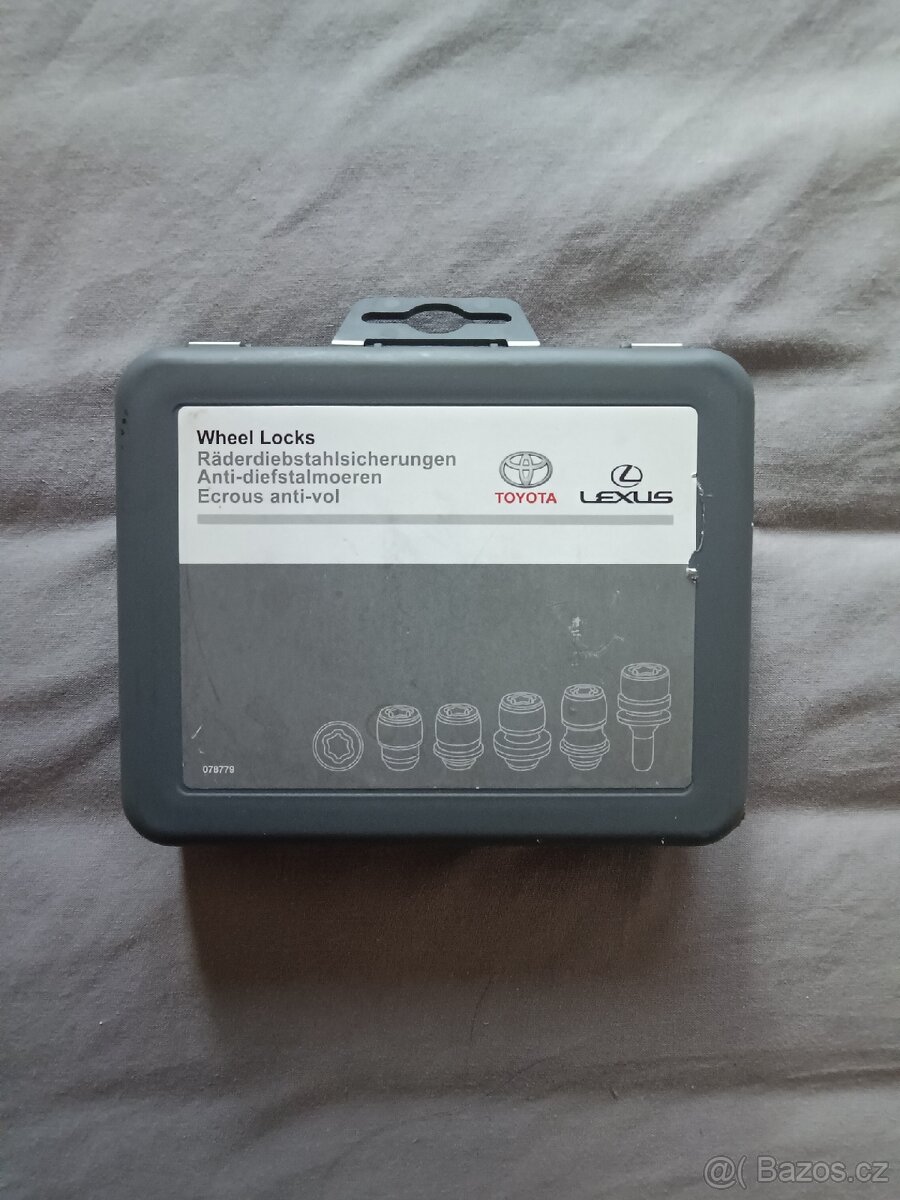 Wheel Locks
Räderdiebstahlsicherungen
Anti-diefstalmoeren
Ecrous anti-vol
TOYOTA
LEXUS
078779
@( Bazos.cz